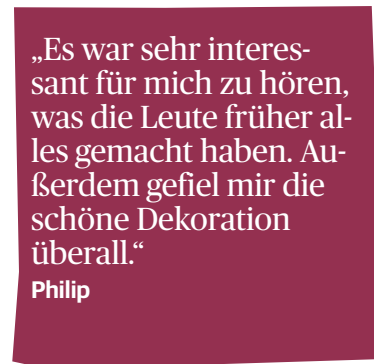 „Es war sehr interes-
sant für mich zu hören,
was die Leute früher al-
les gemacht haben. Au-
ßerdem gefiel mir die
schöne Dekoration
überall.“
Philip